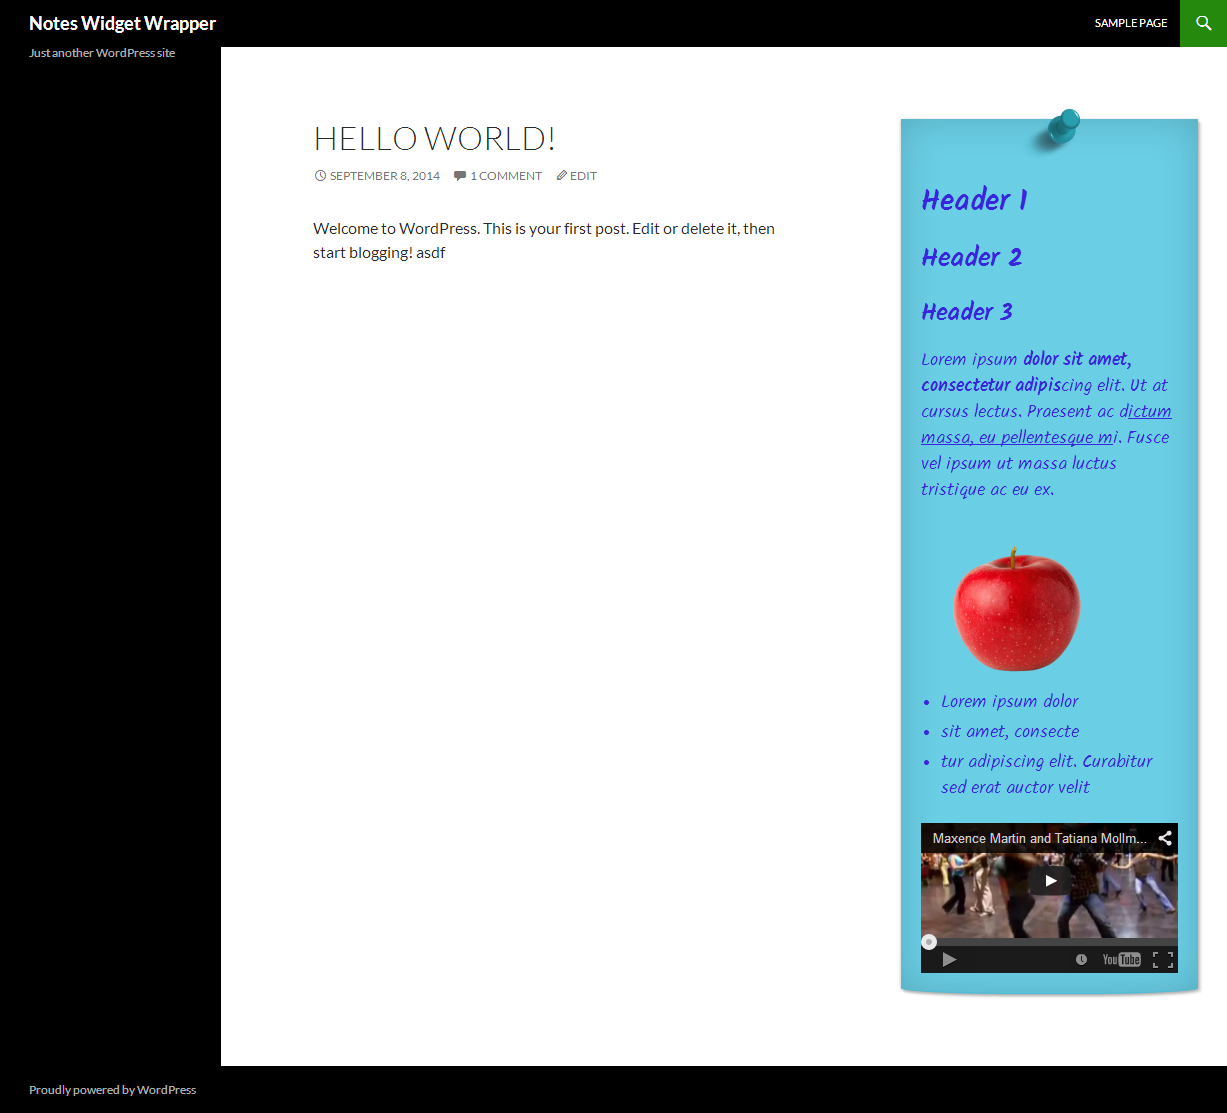 Notes Widget Wrapper
SAMPLE PAGE
Just another WordPress site
HELLO WORLD!
SEPTEMBER 8, 2014 1 COMMENT EDIT
Welcome to WordPress. This is your first post. Edit or delete it, then
start blogging! asdf
Header 1
Header 2
Header 3
Lorem ipsum dolor sit amet,
consectetur adipiscing elit. Ut at
cursus lectus. Praesent ac dictum
massa, eu pellentesque mi. Fusce
vel ipsum ut massa luctus
tristique ac eu ex.
Lorem ipsum dolor
sit amet, consecte
tur adipiscing elit. Curabitur
sed erat auctor velit
Maxence Martin and Tatiana Mollm...
YouTube
Proudly powered by WordPress